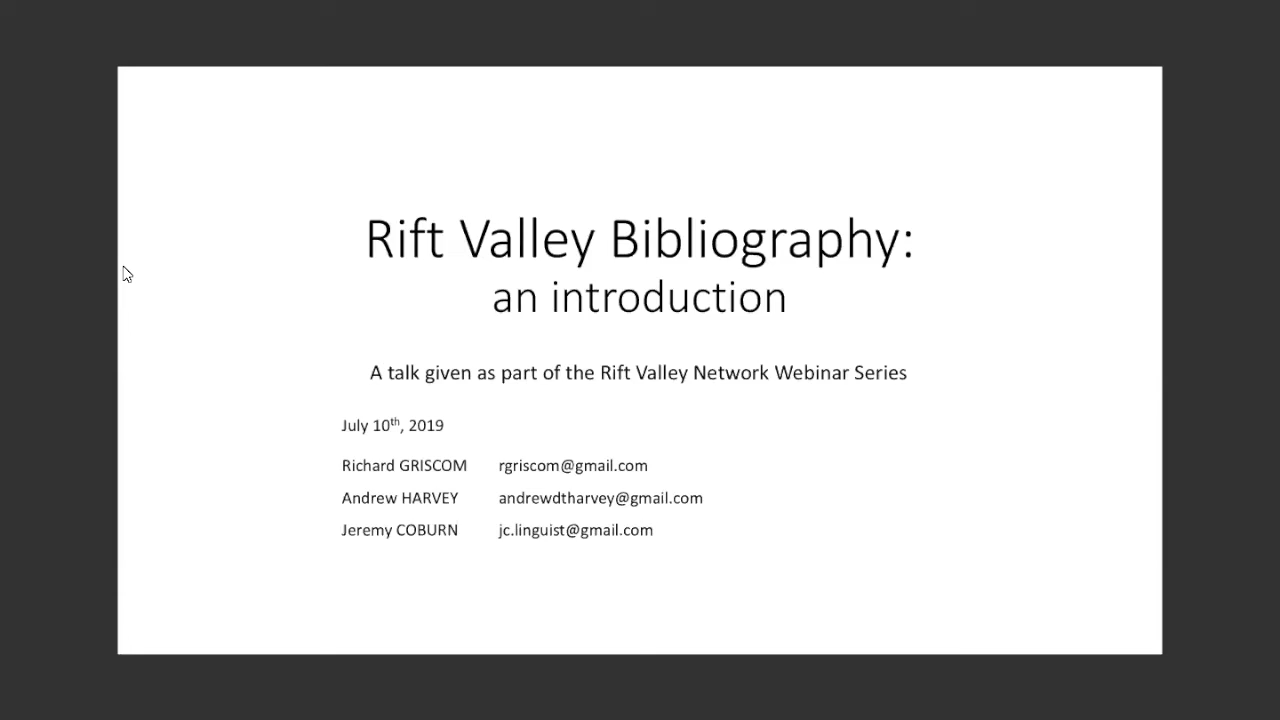 Rift Valley Bibliography:
an introduction
A talk given as part of the Rift Valley Network Webinar Series
July 10th, 2019
Richard GRISCOM rgriscom@gmail.com
Andrew HARVEY andrewdtharvey@gmail.com
Jeremy COBURN jc.linguist@gmail.com